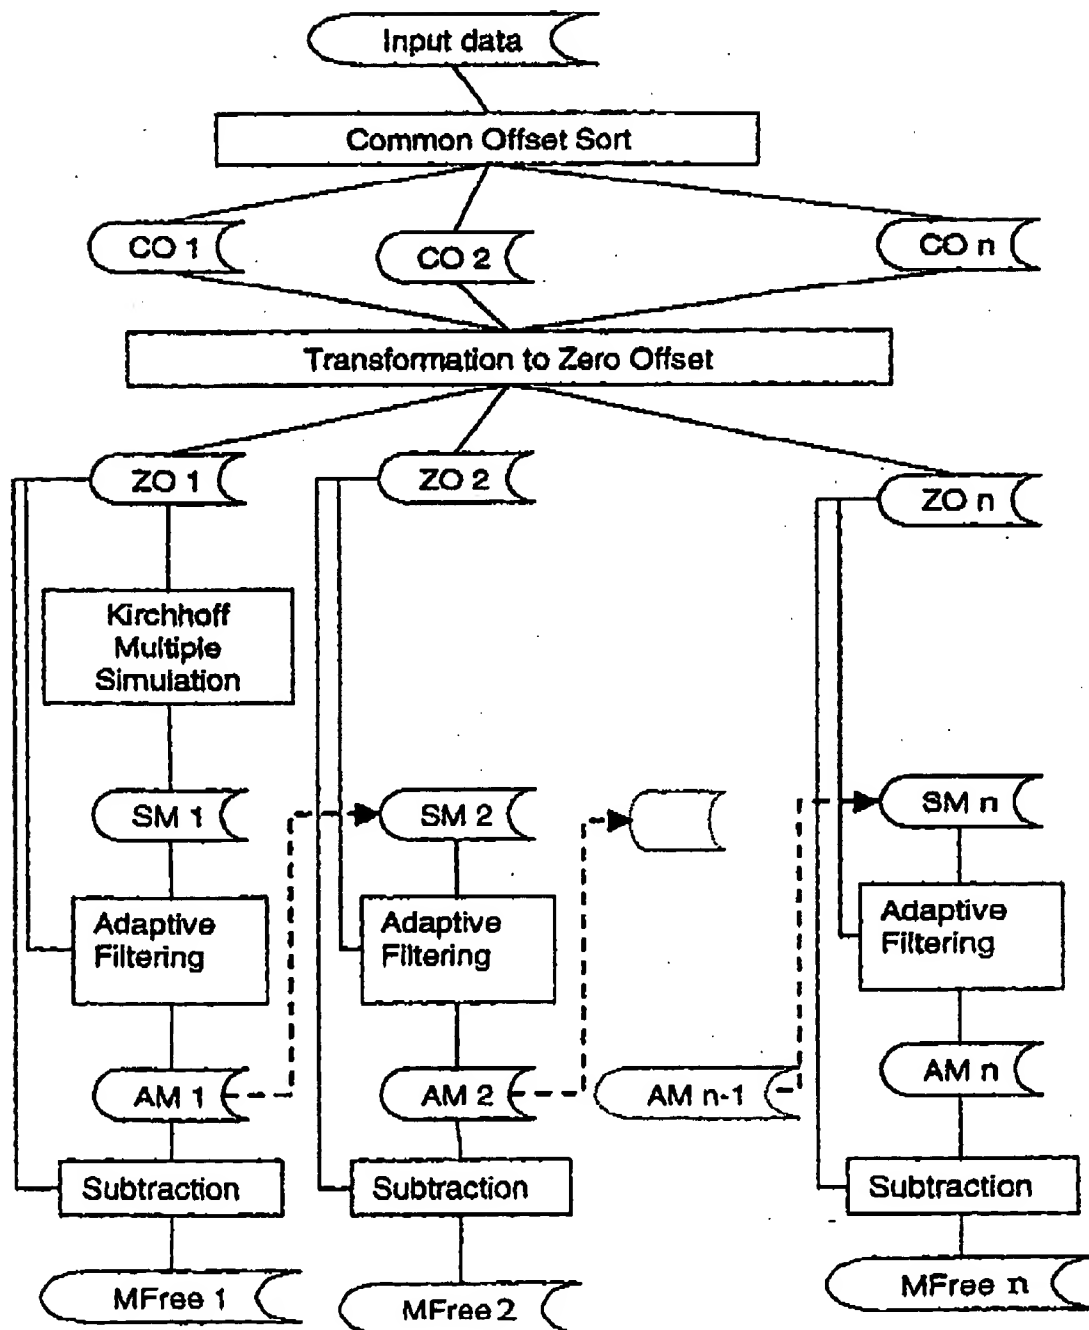 Input data
Common Offset Sort
CO 1
CO 2
CO n
Transformation to Zero Offset
ZO 1
ZO 2
ZO n
Kirchhoff
Multiple
Simulation
SM 1
SM 2
SM n
Adaptive
Filtering
Adaptive
Filtering
Adaptive
Filtering
AM 1
AM 2
AM n-1
AM n
Subtraction
Subtraction
Subtraction
MFree 1
MFree 2
MFree n